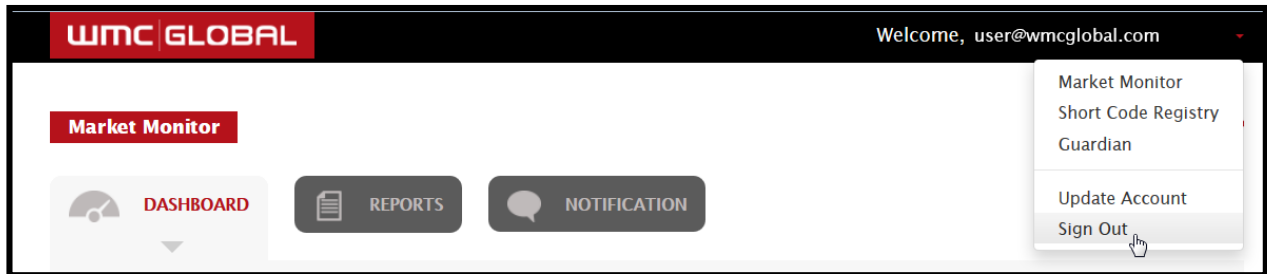 WMC GLOBAL
Welcome, user@wmcglobal.com
Market Monitor
Short Code Registry
Guardian
Update Account
Sign Out
Market Monitor
DASHBOARD
REPORTS
NOTIFICATION